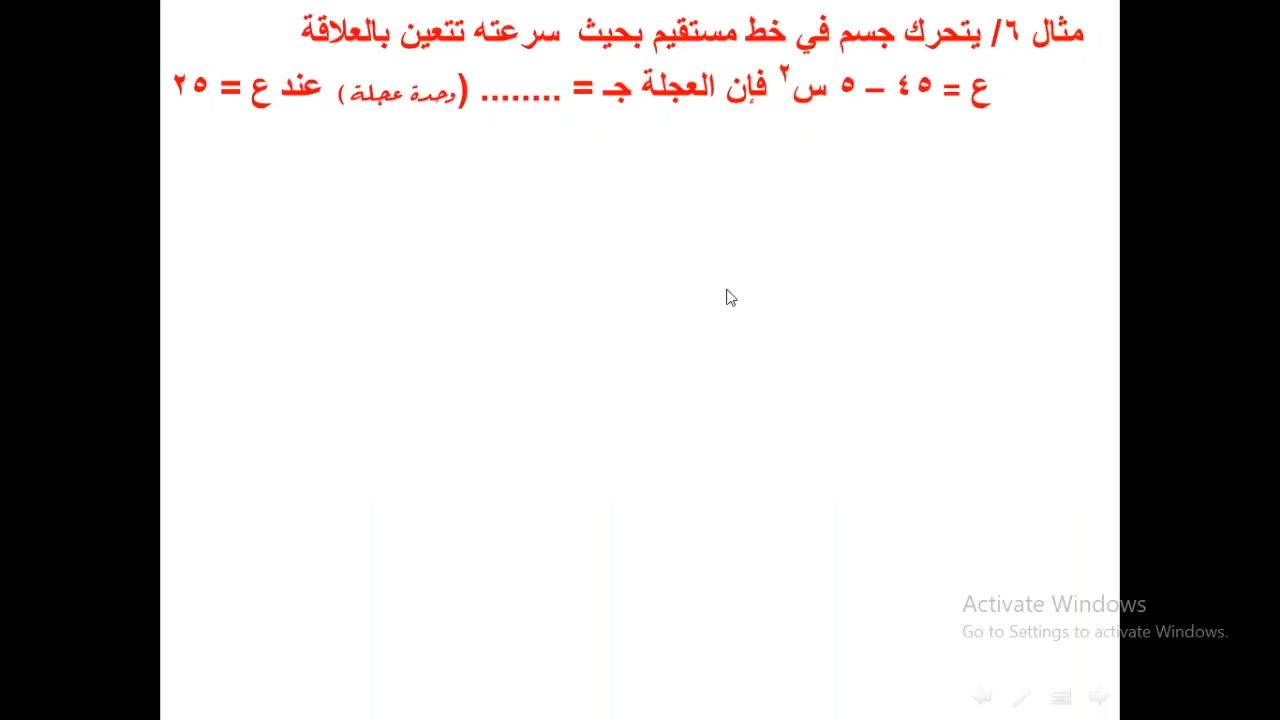 مثال ٦/ يتحرك جسم في خط مستقيم بحيث سرعته تتعين بالعلاقة
ع = ٤٥ – ٥ س٢ فإن العجلة جـ = ........ (وحدة عجلة) عند ع = ٢٥
Activate Windows
Go to Settings to activate Windows.